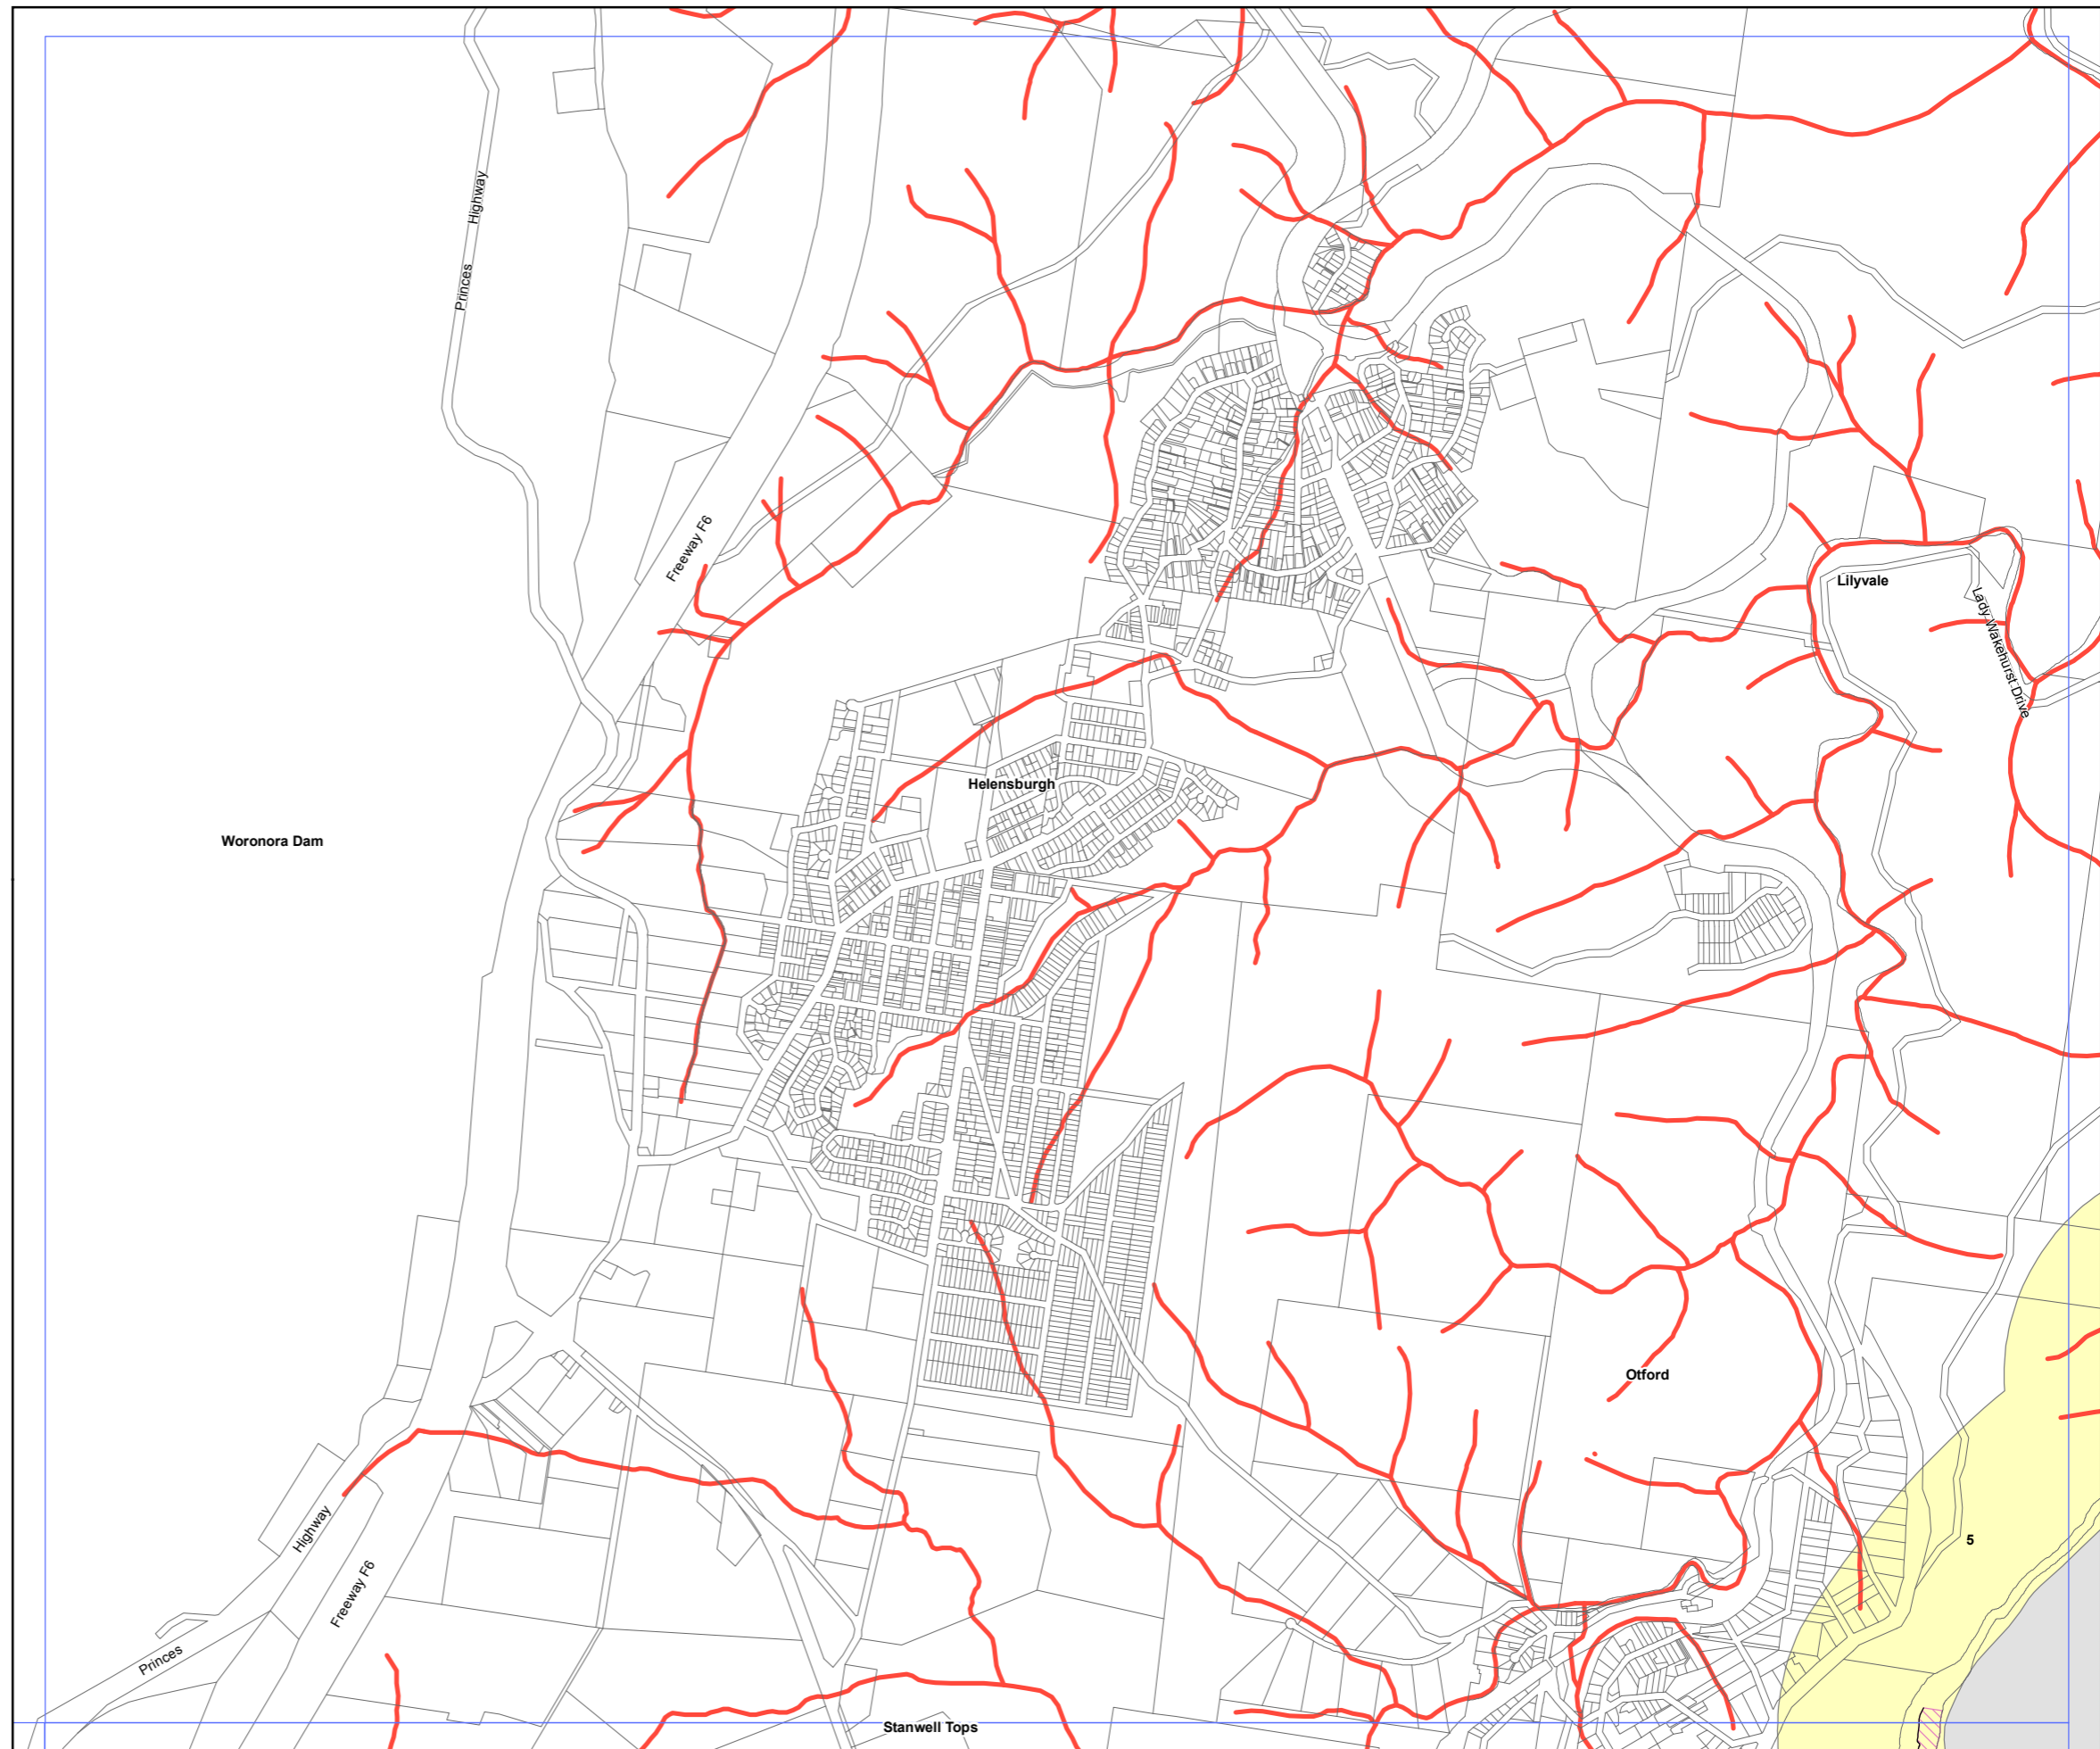 Highway
Princes
Freeway F6
Lilyvale
Lady Wakehurst Drive
Helensburgh
Woronora Dam
Otford
Highway
5
Freeway F6
Princes
Stanwell Tops